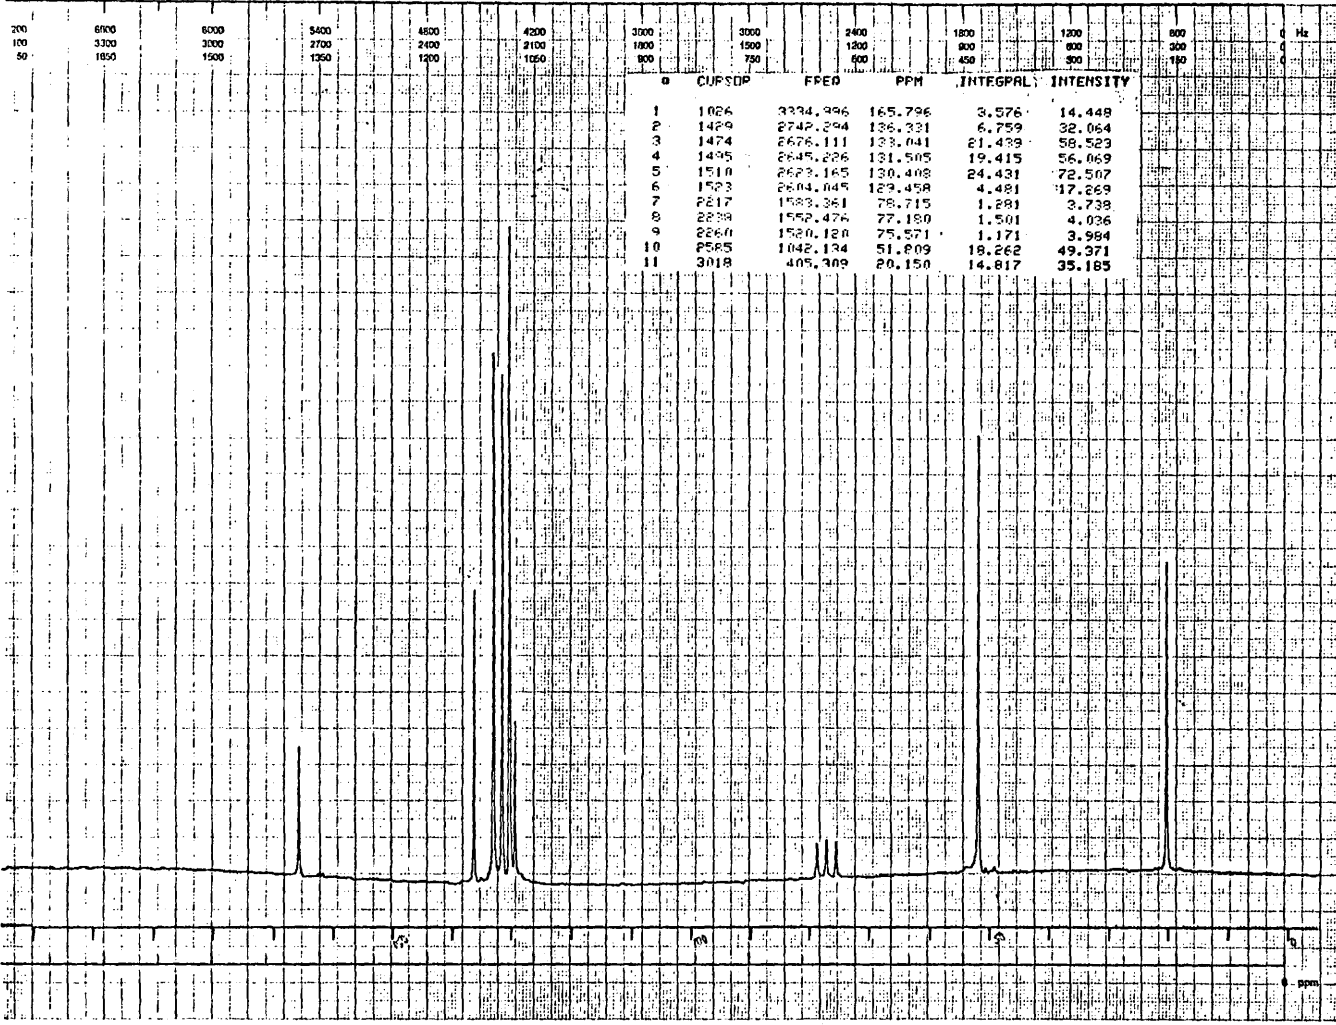 200 6600 6000 5400 4800 4200 3000 3000 2400 1800 1200 600 0 Hz
100 3300 3000 2700 2400 2100 1800 1500 1200 900 600 300 0
50 1650 1500 1350 1200 1050 900 750 600 450 300 150
CURSOR FREQ PPM INTEGRAL INTENSITY
1 1026 3334.996 165.796 3.576 14.448
2 1429 2742.294 136.331 6.759 32.064
3 1474 2676.111 133.041 21.439 58.523
4 1495 2645.226 131.505 19.415 56.069
5 1510 2623.165 130.408 24.431 72.507
6 1523 2604.045 129.458 4.481 17.269
7 2217 1583.361 78.715 1.281 3.738
8 2239 1552.476 77.180 1.501 4.036
9 2260 1520.120 75.571 1.171 3.984
10 2585 1042.134 51.809 18.262 49.371
11 3018 405.309 20.150 14.817 35.185
0 ppm